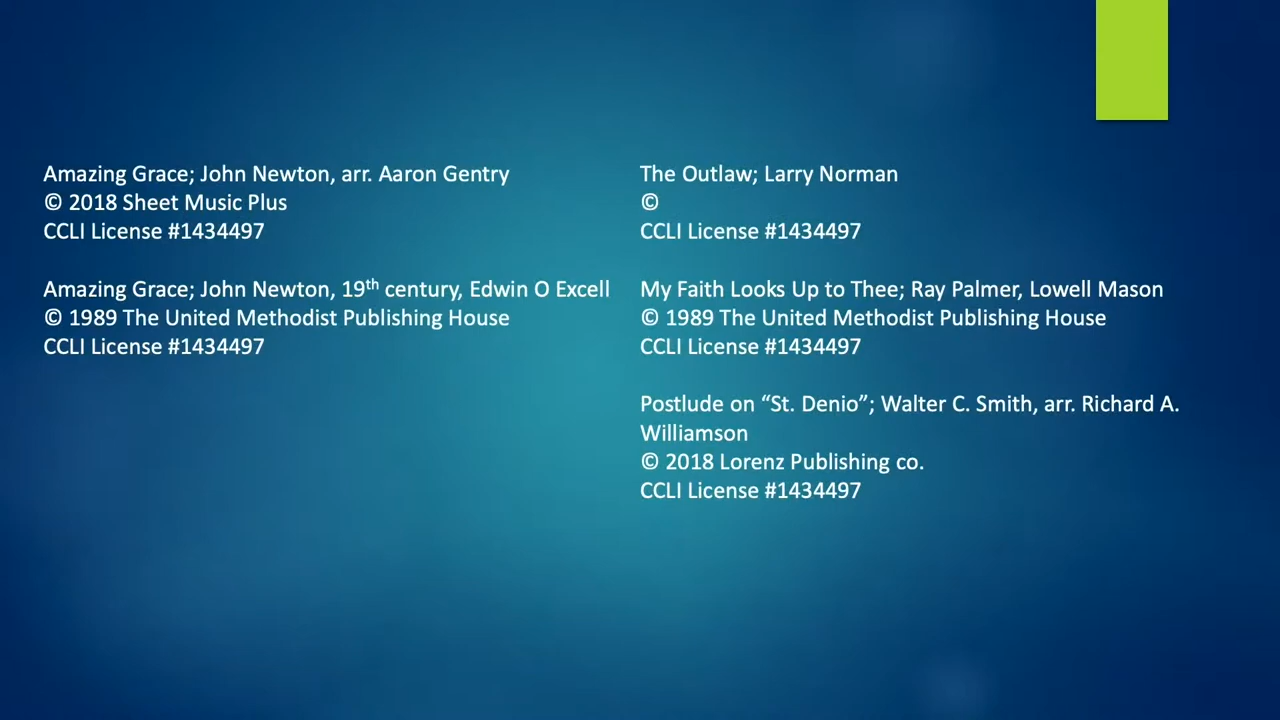 Amazing Grace; John Newton, arr. Aaron Gentry
© 2018 Sheet Music Plus
CCLI License #1434497
Amazing Grace; John Newton, 19th century, Edwin O Excell
© 1989 The United Methodist Publishing House
CCLI License #1434497
The Outlaw; Larry Norman
©
CCLI License #1434497
My Faith Looks Up to Thee; Ray Palmer, Lowell Mason
© 1989 The United Methodist Publishing House
CCLI License #1434497
Postlude on “St. Denio”; Walter C. Smith, arr. Richard A.
Williamson
© 2018 Lorenz Publishing co.
CCLI License #1434497